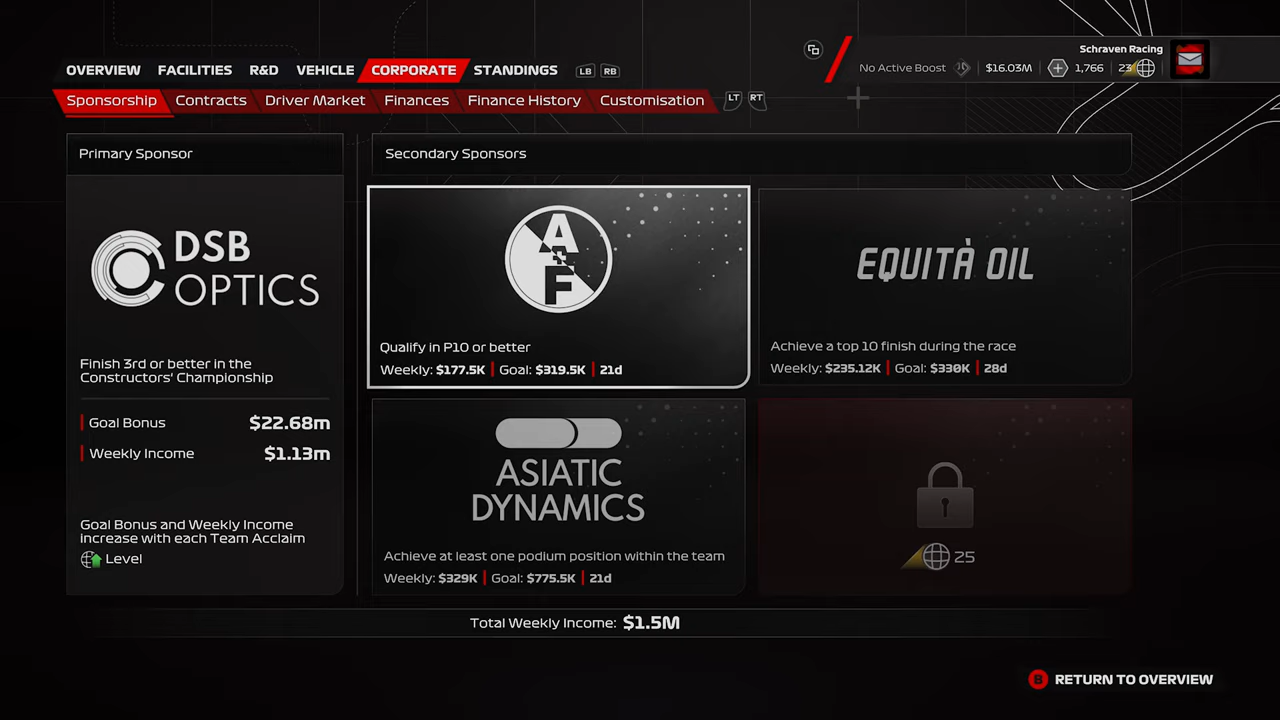 Schraven Racing
OVERVIEW FACILITIES R&D VEHICLE CORPORATE STANDINGS LB RB
No Active Boost $16.03M 1,766 23
Sponsorship Contracts Driver Market Finances Finance History Customisation LT RT
Primary Sponsor
DSB
OPTICS
Finish 3rd or better in the
Constructors' Championship
Goal Bonus $22.68m
Weekly Income $1.13m
Goal Bonus and Weekly Income
increase with each Team Acclaim
Level
Secondary Sponsors
A
&
F
Qualify in P10 or better
Weekly: $177.5K Goal: $319.5K 21d
EQUITÀ OIL
Achieve a top 10 finish during the race
Weekly: $235.12K Goal: $330K 28d
ASIATIC
DYNAMICS
Achieve at least one podium position within the team
Weekly: $329K Goal: $775.5K 21d
25
Total Weekly Income: $1.5M
B RETURN TO OVERVIEW